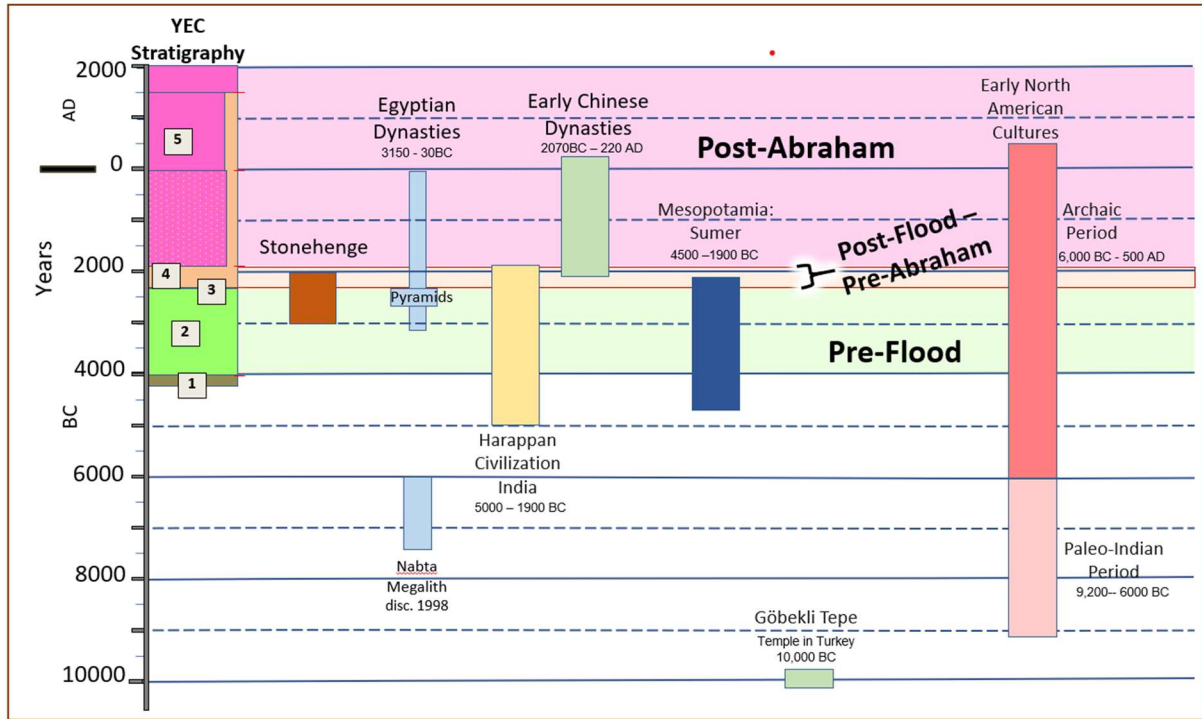 YEC
Stratigraphy
2000
AD
5
0
Years
2000
4
3
2
4000
1
BC
6000
8000
10000
Stonehenge
Egyptian
Dynasties
3150 - 30BC
Pyramids
Nabta
Megalith
disc. 1998
Early Chinese
Dynasties
2070BC – 220 AD
Harappan
Civilization
India
5000 – 1900 BC
Post-Abraham
Mesopotamia:
Sumer
4500 –1900 BC
Post-Flood –
Pre-Abraham
Pre-Flood
Göbekli Tepe
Temple in Turkey
10,000 BC
Early North
American
Cultures
Archaic
Period
6,000 BC - 500 AD
Paleo-Indian
Period
9,200-- 6000 BC